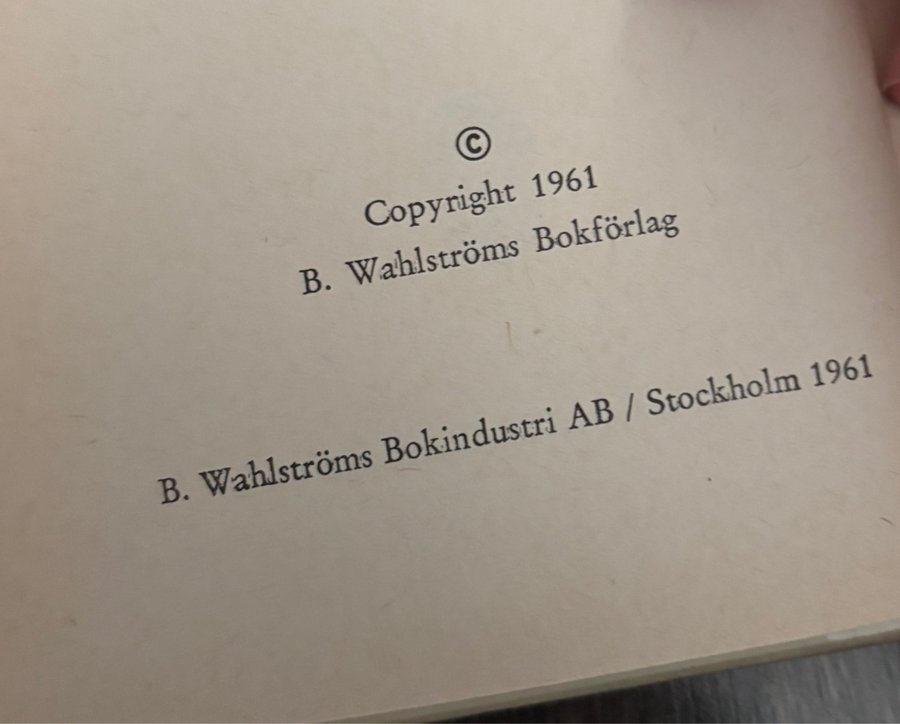 ©
Copyright 1961
B. Wahlströms Bokförlag
B. Wahlströms Bokindustri AB / Stockholm 1961